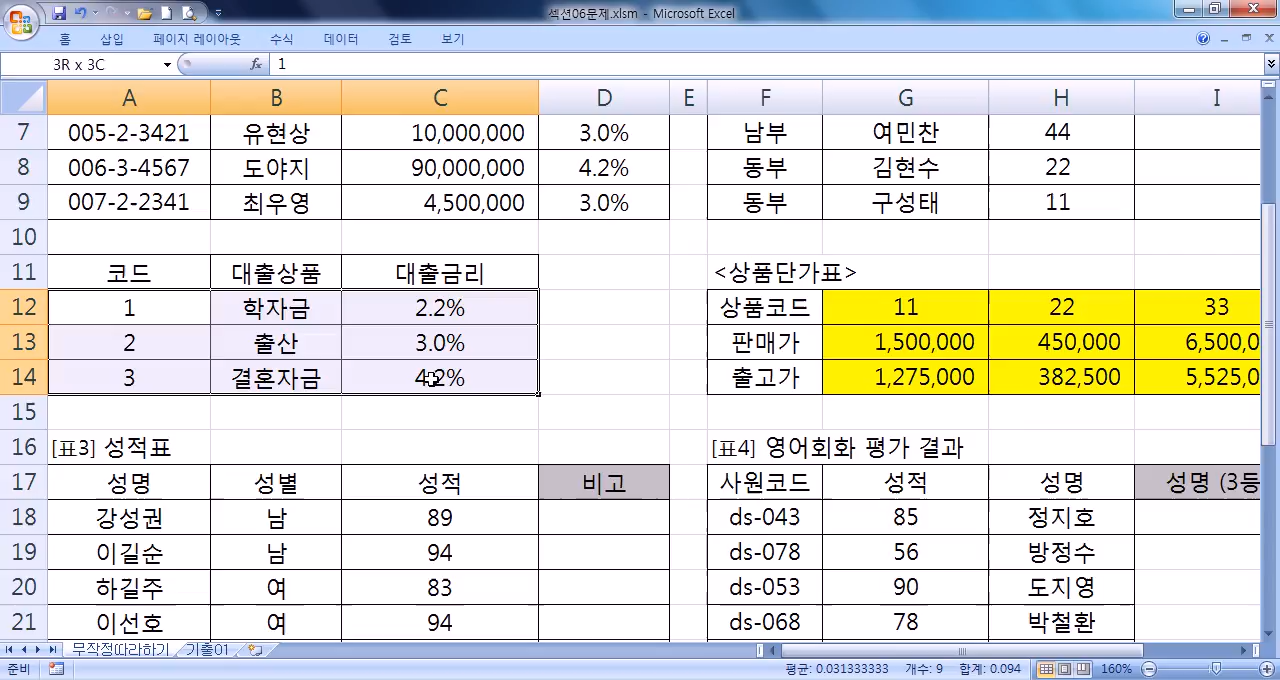 섹션06문제.xlsm - Microsoft Excel
홈 삽입 페이지 레이아웃 수식 데이터 검토 보기
3R x 3C fx 1
A B C D E F G H I
7 005-2-3421 유현상 10,000,000 3.0% 남부 여민찬 44
8 006-3-4567 도야지 90,000,000 4.2% 동부 김현수 22
9 007-2-2341 최우영 4,500,000 3.0% 동부 구성태 11
10
11 코드 대출상품 대출금리 <상품단가표>
12 1 학자금 2.2% 상품코드 11 22 33
13 2 출산 3.0% 판매가 1,500,000 450,000 6,500,0
14 3 결혼자금 4.2% 출고가 1,275,000 382,500 5,525,0
15
16 [표3] 성적표 [표4] 영어회화 평가 결과
17 성명 성별 성적 비고 사원코드 성적 성명 성명 (3등
18 강성권 남 89 ds-043 85 정지호
19 이길순 남 94 ds-078 56 방정수
20 하길주 여 83 ds-053 90 도지영
21 이선호 여 94 ds-068 78 박철환
무작정따라하기 기출01
준비 평균: 0.031333333 개수: 9 합계: 0.094 160%